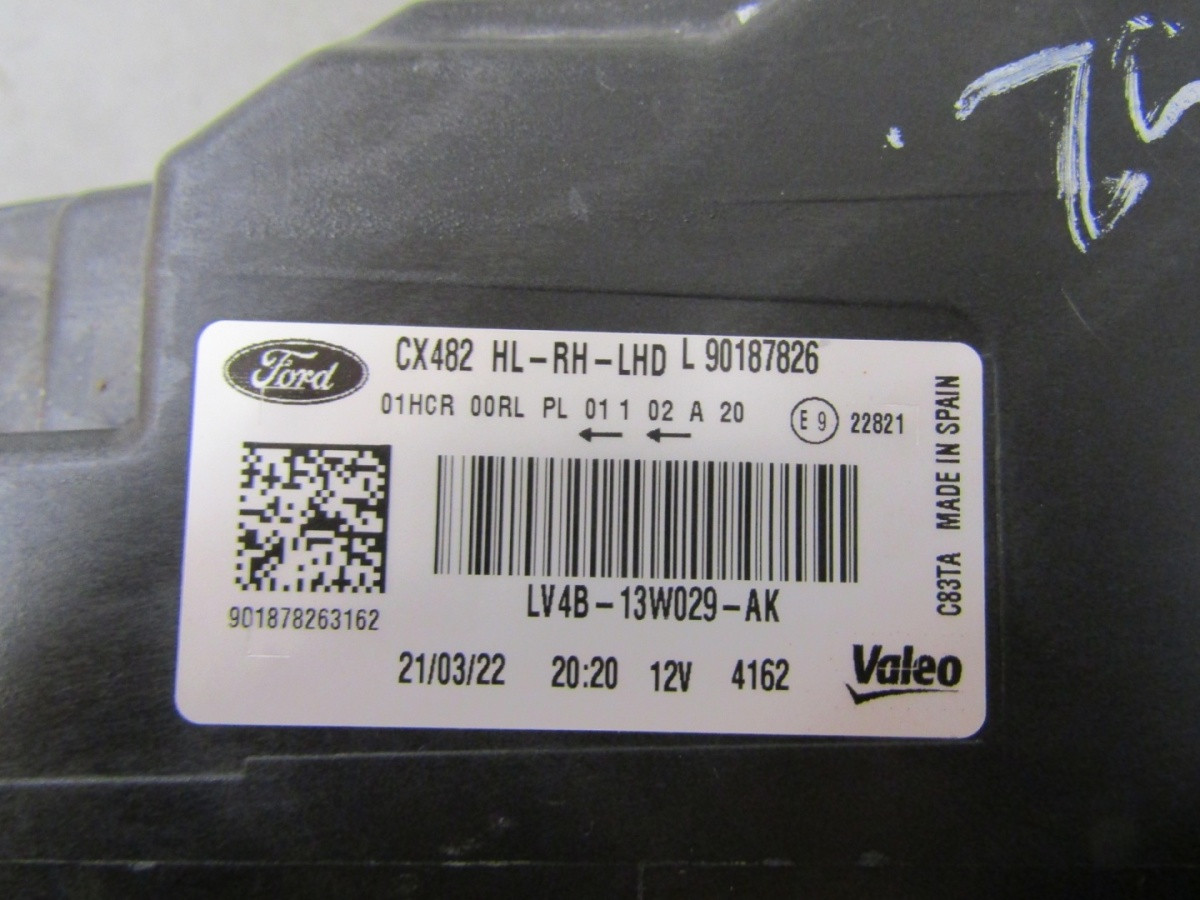 Ford
CX482 HL-RH-LHD L 90187826
01HCR 00RL PL 01 1 02 A 20
E 9 22821
LV4B-13W029-AK
901878263162
21/03/22 20:20 12V 4162
Valeo
C83TA MADE IN SPAIN